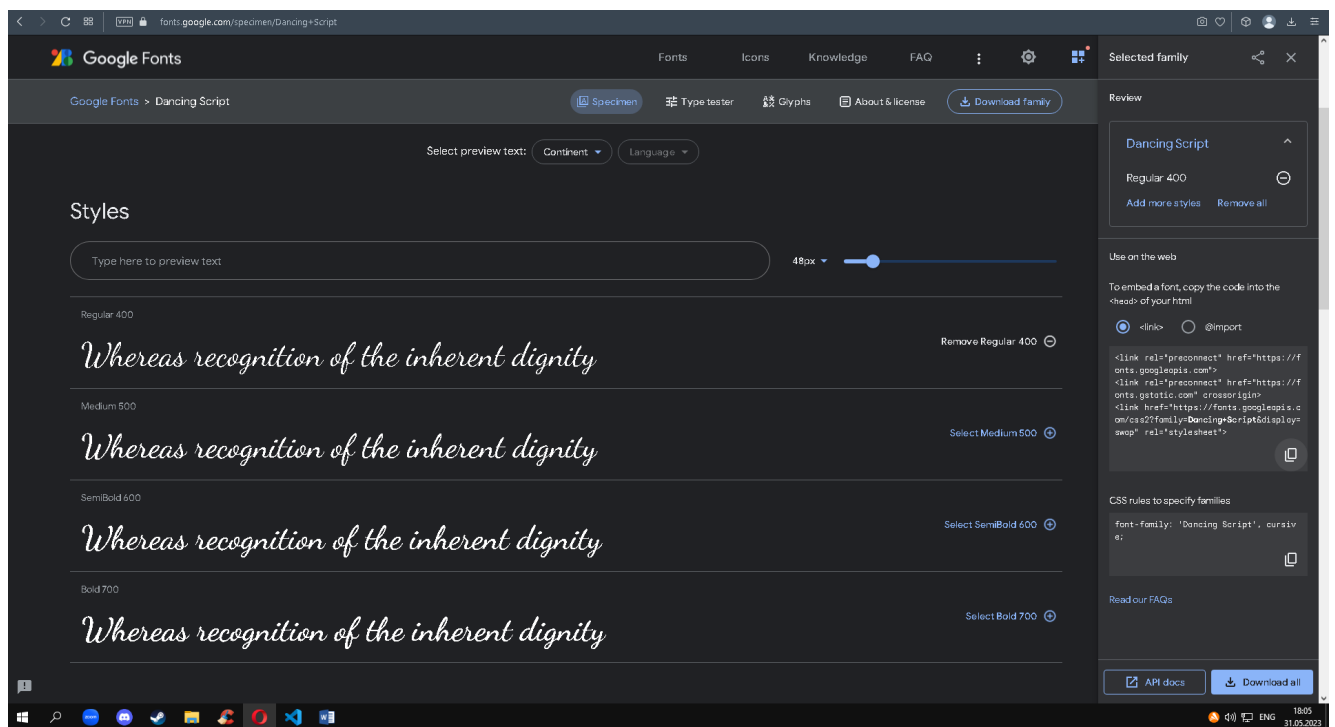 VPN fonts.google.com/specimen/Dancing+Script
Google Fonts
Fonts Icons Knowledge FAQ
Google Fonts > Dancing Script
Specimen Type tester Glyphs About & license Download family
Select preview text: Continent Language
Styles
Type here to preview text
48px
Regular 400
Whereas recognition of the inherent dignity
Remove Regular 400
Medium 500
Whereas recognition of the inherent dignity
Select Medium 500
SemiBold 600
Whereas recognition of the inherent dignity
Select SemiBold 600
Bold 700
Whereas recognition of the inherent dignity
Select Bold 700
Selected family
Review
Dancing Script
Regular 400
Add more styles Remove all
Use on the web
To embed a font, copy the code into the
<head> of your html
<link> @import
<link rel="preconnect" href="https://f
onts.googleapis.com">
<link rel="preconnect" href="https://f
onts.gstatic.com" crossorigin>
<link href="https://fonts.googleapis.c
om/css2?family=Dancing+Script&display=
swap" rel="stylesheet">
CSS rules to specify families
font-family: 'Dancing Script', cursiv
e;
Read our FAQs
API docs Download all
zoom
ENG
18:05
31.05.2023